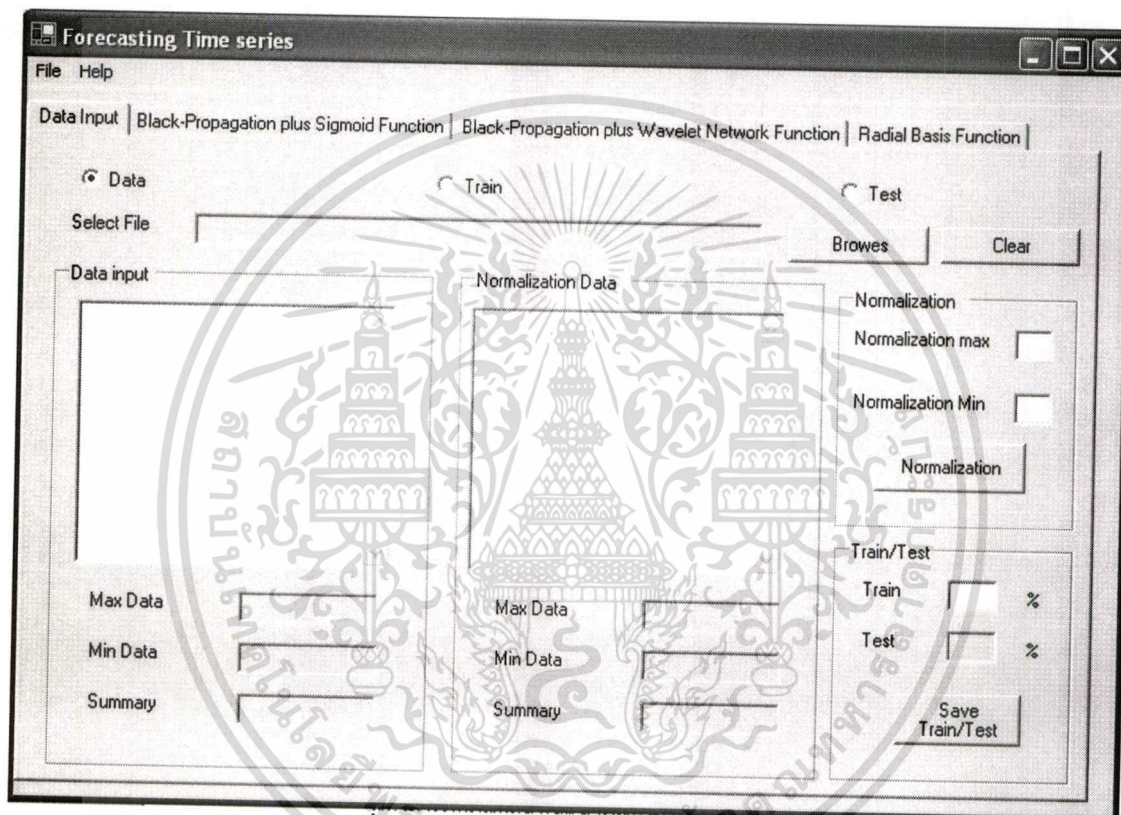 Forecasting Time series
File Help
Data Input Black-Propagation plus Sigmoid Function Black-Propagation plus Wavelet Network Function Radial Basis Function
Data Train Test
Select File Browes Clear
Data input
Max Data
Min Data
Summary
Normalization Data
Max Data
Min Data
Summary
Normalization
Normalization max
Normalization Min
Normalization
Train/Test
Train %
Test %
Save
Train/Test